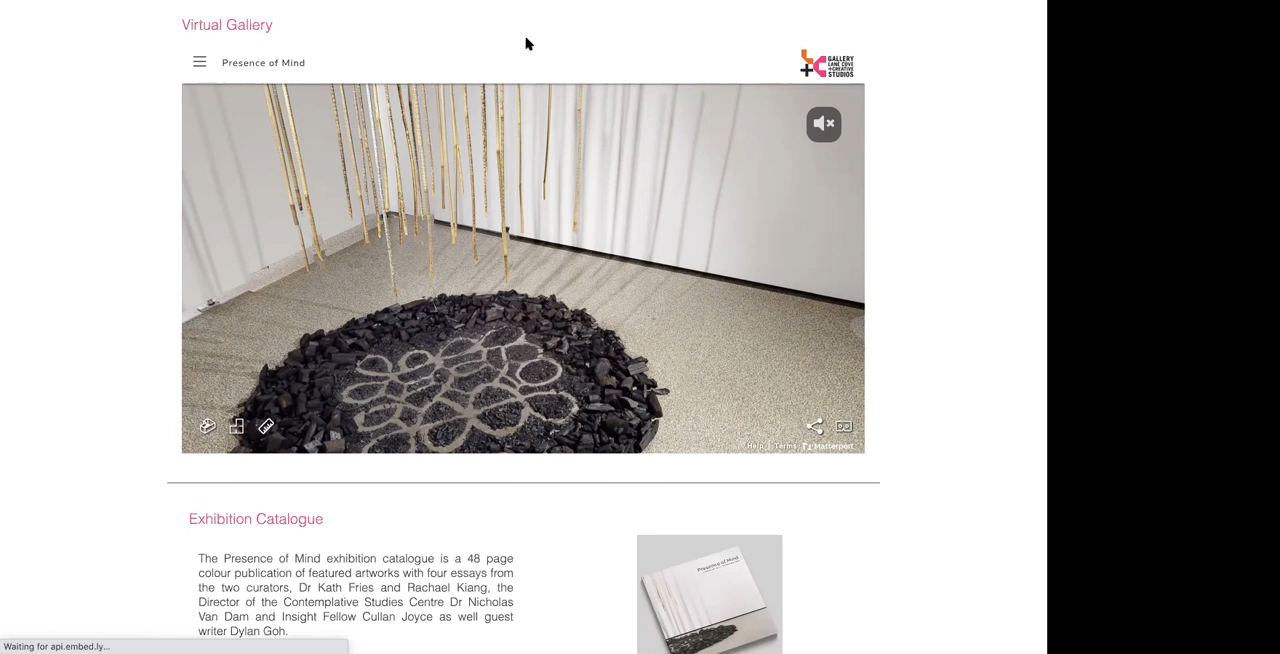 Virtual Gallery
Presence of Mind
GALLERY
LANE COVE
+CREATIVE
STUDIOS
Help | Terms Matterport
Exhibition Catalogue
The Presence of Mind exhibition catalogue is a 48 page
colour publication of featured artworks with four essays from
the two curators, Dr Kath Fries and Rachael Kiang, the
Director of the Contemplative Studies Centre Dr Nicholas
Van Dam and Insight Fellow Cullan Joyce as well guest
writer Dylan Goh.
Presence of Mind
Waiting for api.embed.ly...